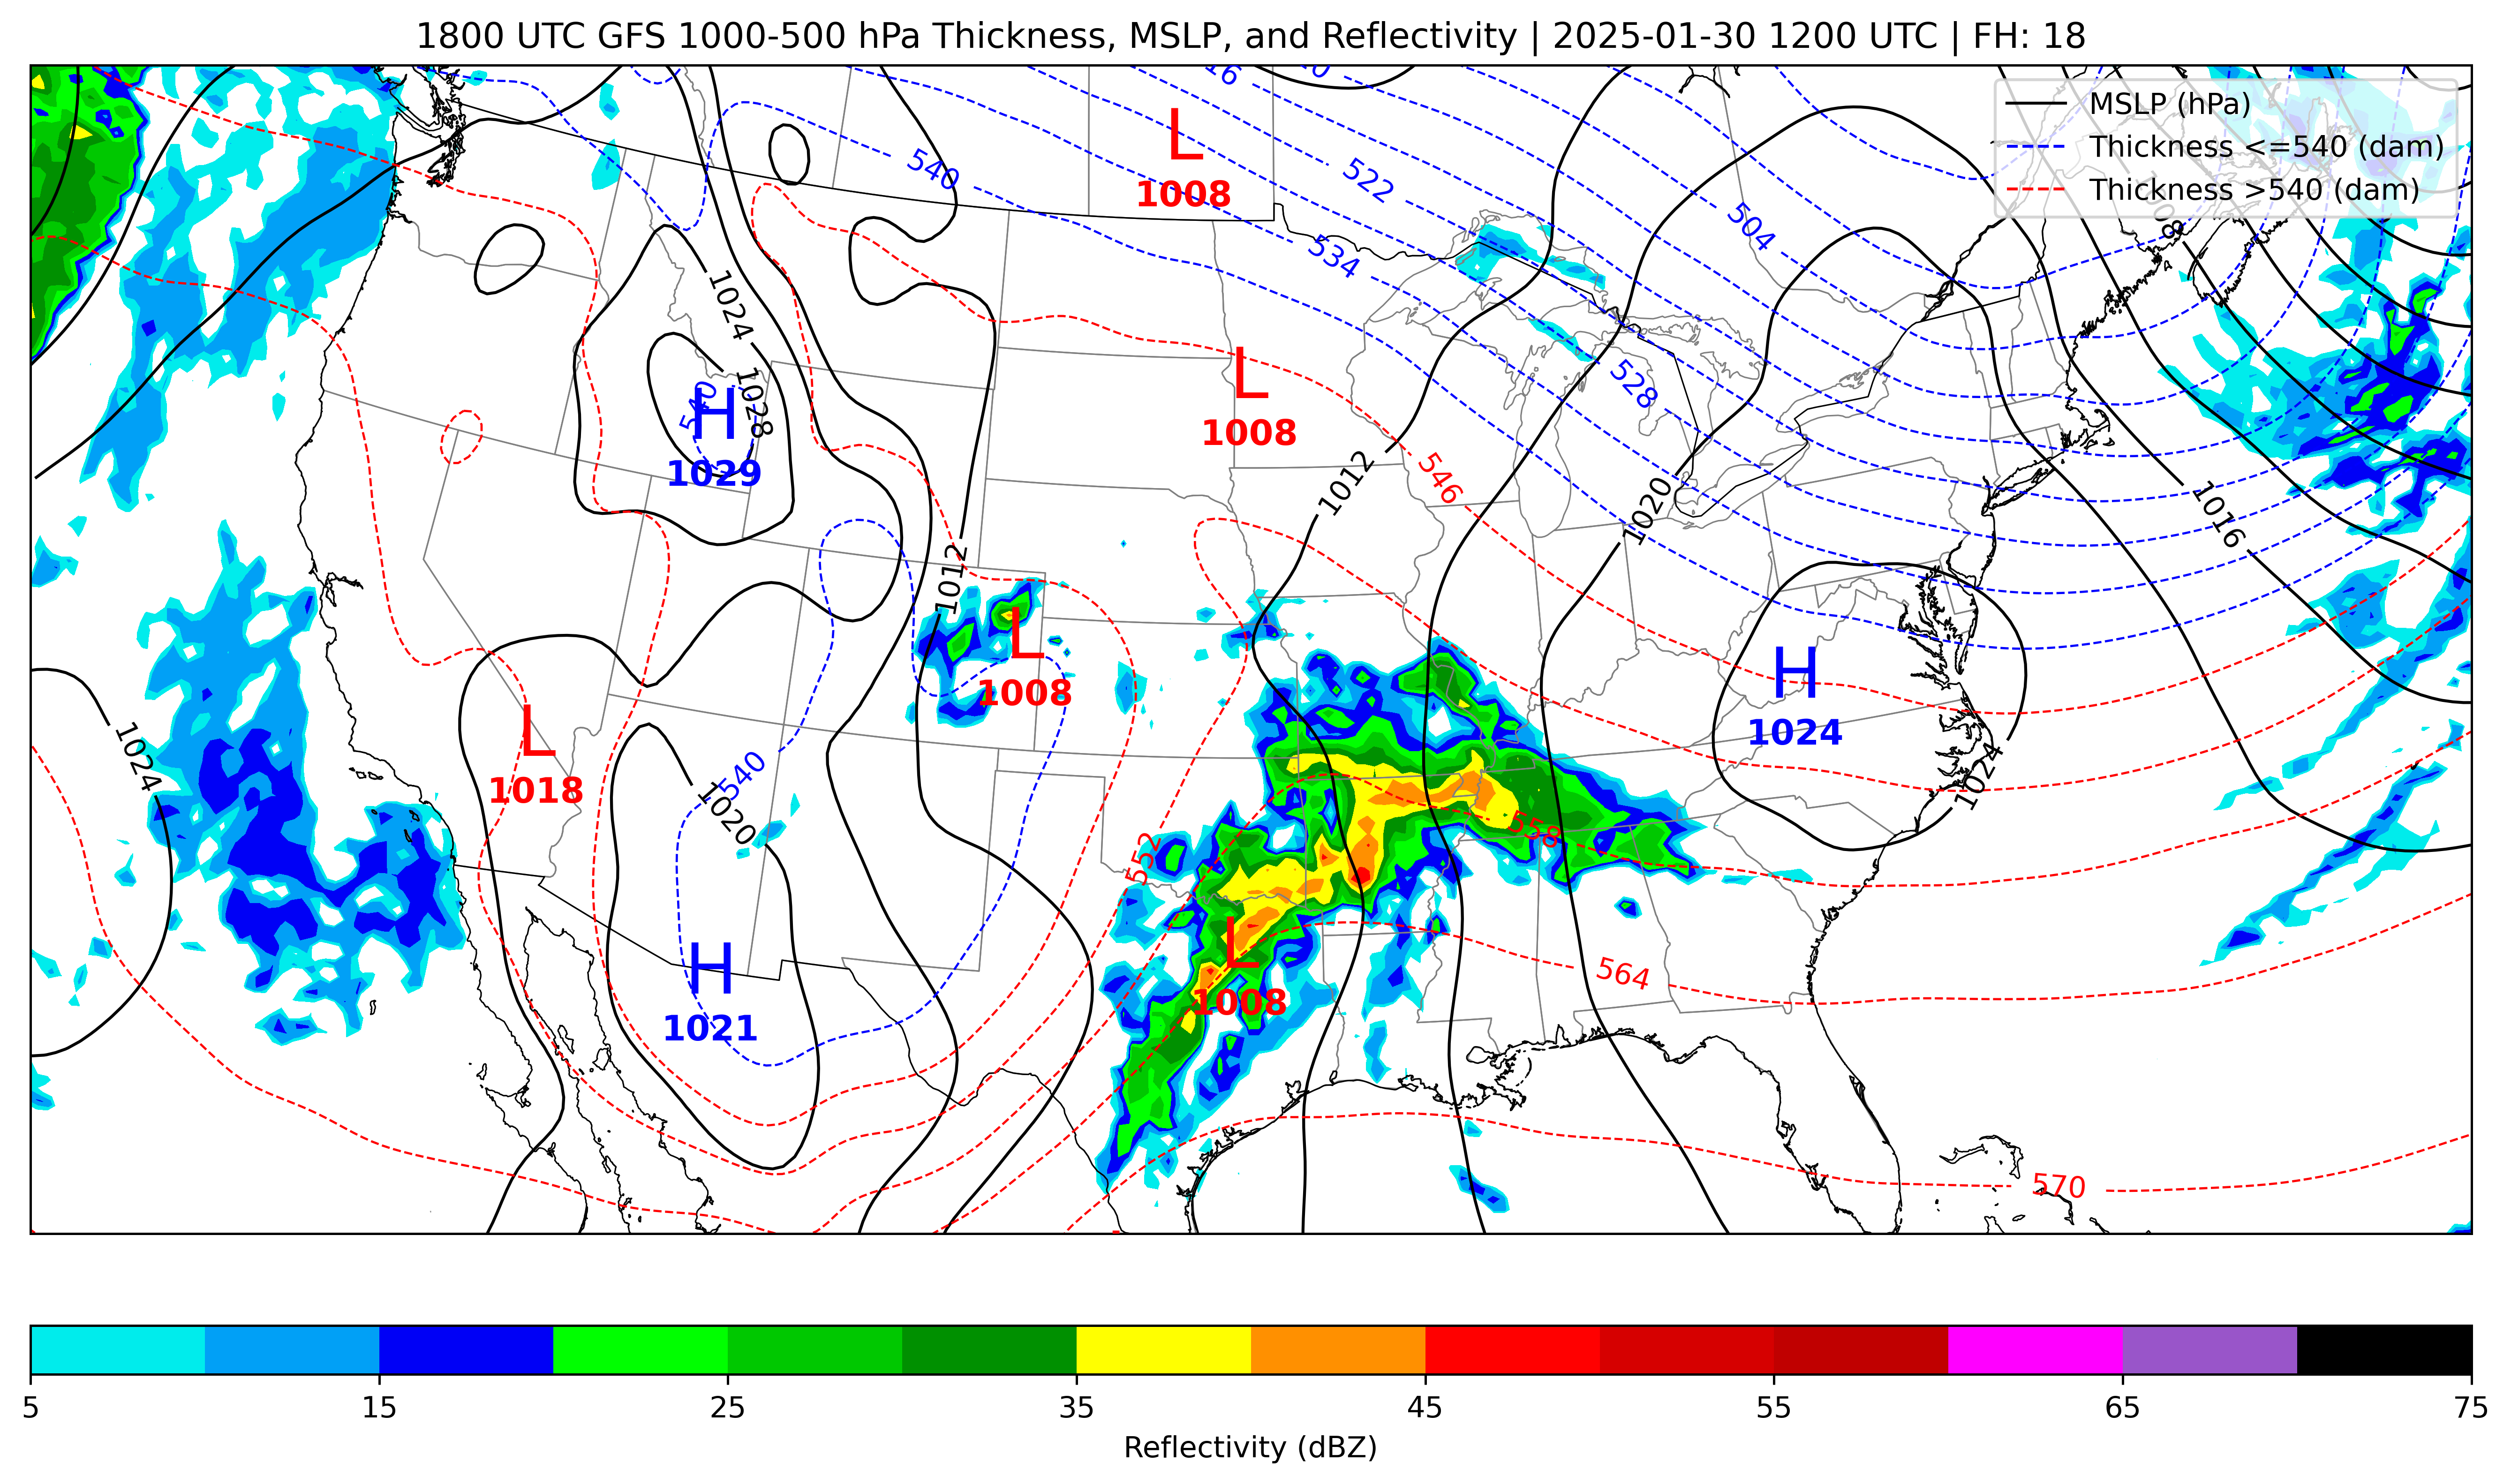 1800 UTC GFS 1000-500 hPa Thickness, MSLP, and Reflectivity | 2025-01-30 1200 UTC | FH: 18
MSLP (hPa)
Thickness <=540 (dam)
Thickness >540 (dam)
L
1008
540
522
504
534
1024
1028
540
H
1029
L
1008
528
546
1012
1020
1016
1012
L
1008
H
1024
1024
L
1018
1024
540
1020
552
558
564
L
1008
H
1021
570
5
15
25
35
45
55
65
75
Reflectivity (dBZ)